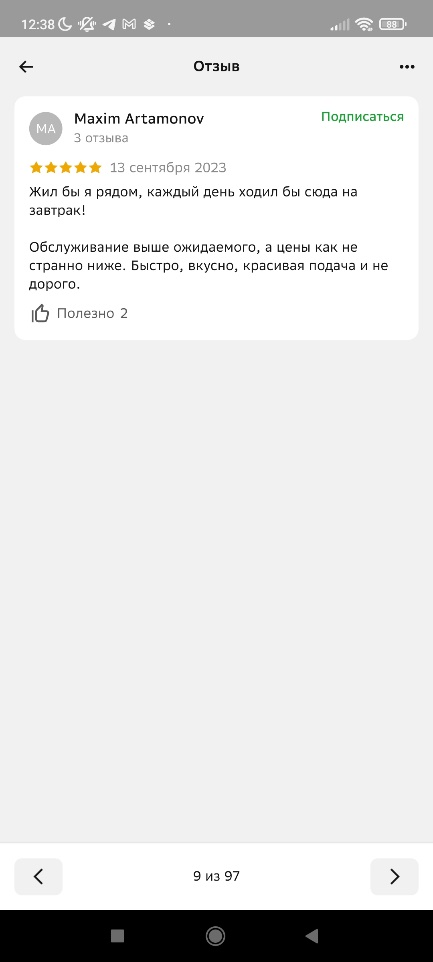 12:38
88
Отзыв
MA
Maxim Artamonov
Подписаться
3 отзыва
13 сентября 2023
Жил бы я рядом, каждый день ходил бы сюда на
завтрак!
Обслуживание выше ожидаемого, а цены как не
странно ниже. Быстро, вкусно, красивая подача и не
дорого.
Полезно 2
9 из 97